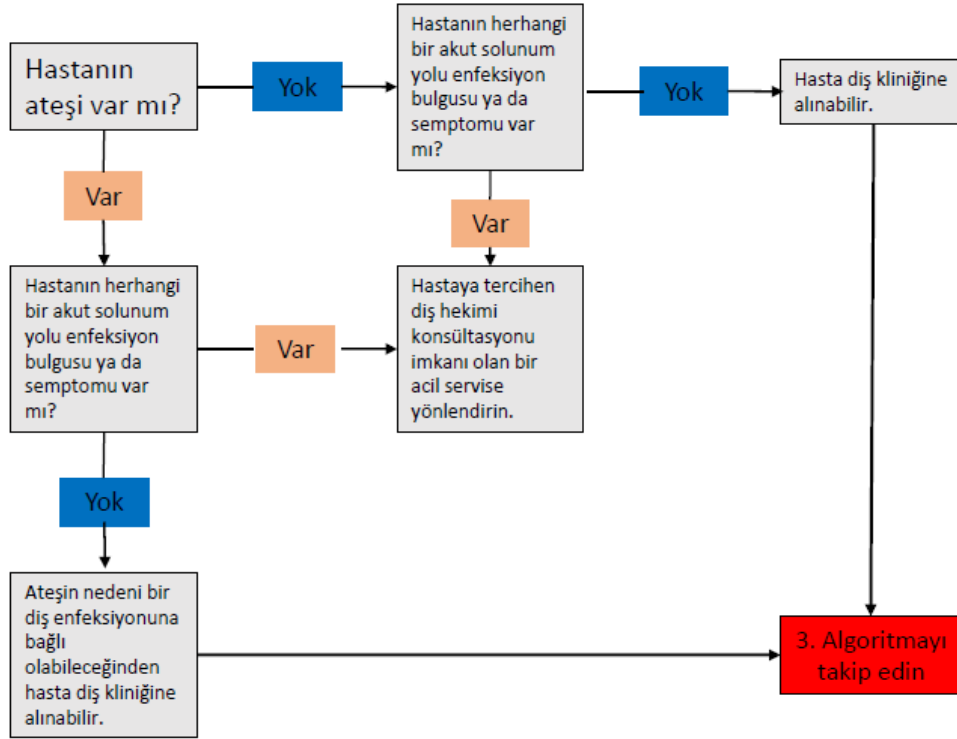 Hastanın
ateşi var mı?
Yok
Hastanın herhangi
bir akut solunum
yolu enfeksiyon
bulgusu ya da
semptomu var
mı?
Yok
Hasta diş kliniğine
alınabilir.
Var
Var
Hastanın herhangi
bir akut solunum
yolu enfeksiyon
bulgusu ya da
semptomu var
mı?
Var
Hastaya tercihen
diş hekimi
konsültasyonu
imkanı olan bir
acil servise
yönlendirin.
Yok
Ateşin nedeni bir
diş enfeksiyonuna
bağlı
olabileceğinden
hasta diş kliniğine
alınabilir.
3. Algoritmayı
takip edin